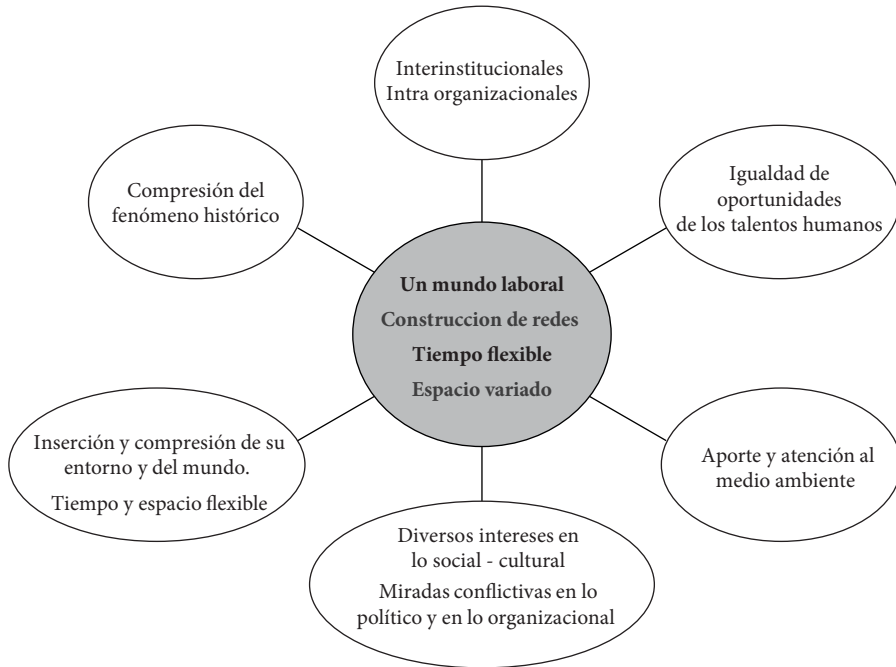 Interinstitucionales
Intra organizacionales
Compresión del
fenómeno histórico
Igualdad de
oportunidades
de los talentos humanos
Un mundo laboral
Construccion de redes
Tiempo flexible
Espacio variado
Inserción y compresión de su
entorno y del mundo.
Tiempo y espacio flexible
Aporte y atención al
medio ambiente
Diversos intereses en
lo social - cultural
Miradas conflictivas en lo
político y en lo organizacional